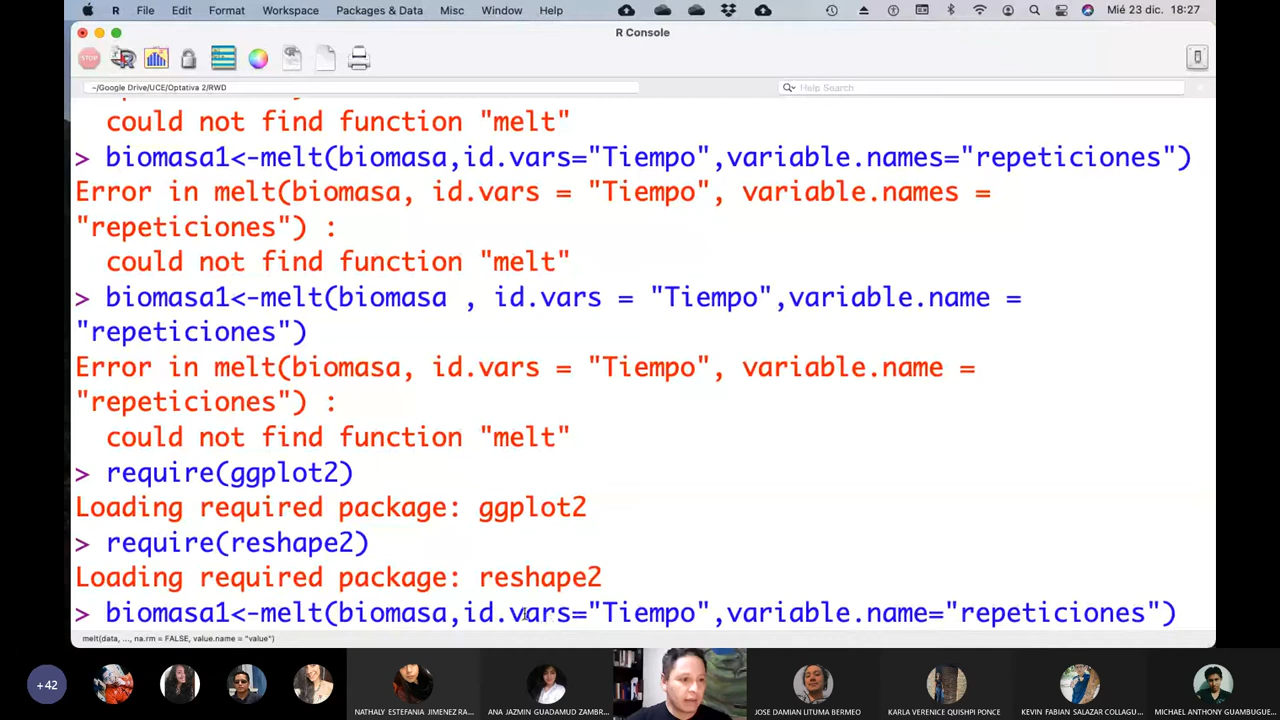 R File Edit Format Workspace Packages & Data Misc Window Help Mié 23 dic. 18:27
R Console
STOP
~/Google Drive/UCE/Optativa 2/RWD
Help Search
could not find function "melt"
> biomasa1<-melt(biomasa,id.vars="Tiempo",variable.names="repeticiones")
Error in melt(biomasa, id.vars = "Tiempo", variable.names =
"repeticiones") :
could not find function "melt"
> biomasa1<-melt(biomasa , id.vars = "Tiempo",variable.name =
"repeticiones")
Error in melt(biomasa, id.vars = "Tiempo", variable.name =
"repeticiones") :
could not find function "melt"
> require(ggplot2)
Loading required package: ggplot2
> require(reshape2)
Loading required package: reshape2
> biomasa1<-melt(biomasa,id.vars="Tiempo",variable.name="repeticiones")
melt(data, ..., na.rm = FALSE, value.name = "value")
+42
NATHALY ESTEFANIA JIMENEZ RA...
ANA JAZMIN GUADAMUD ZAMBR...
JOSE DAMIAN LITUMA BERMEO
KARLA VERENICE QUISHPI PONCE
KEVIN FABIAN SALAZAR COLLAGU...
MICHAEL ANTHONY GUAMBUGUE...